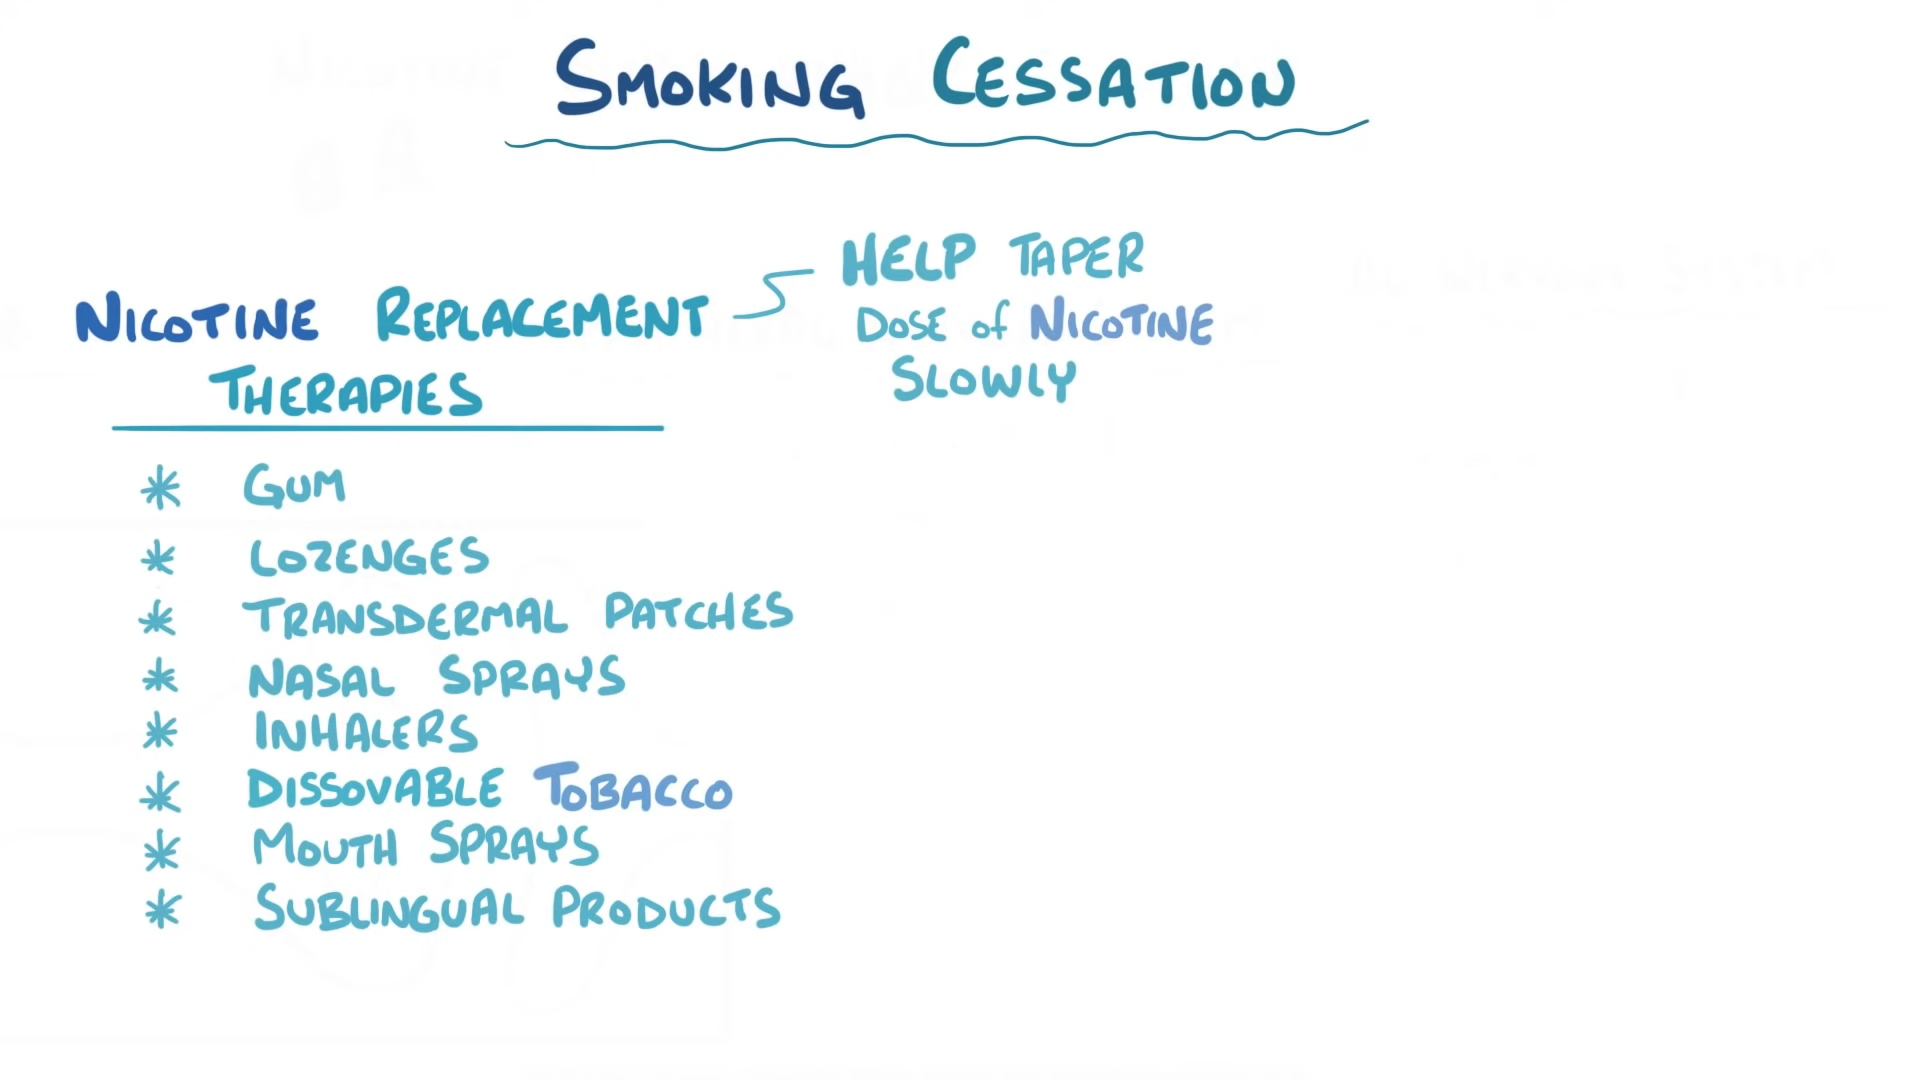 SMOKING CESSATION
NICOTINE REPLACEMENT
THERAPIES
HELP TAPER
DOSE of NICOTINE
SLOWLY
* GUM
* LOZENGES
* TRANSDERMAL PATCHES
* NASAL SPRAYS
* INHALERS
* DISSOVABLE TOBACCO
* MOUTH SPRAYS
* SUBLINGUAL PRODUCTS